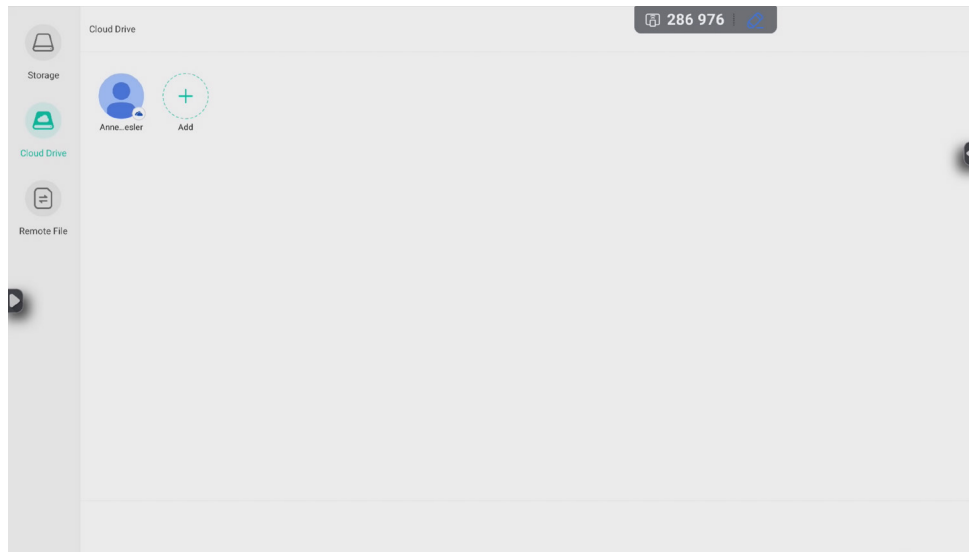 Cloud Drive
286 976
Storage
Anne...esler
Add
Cloud Drive
Remote File